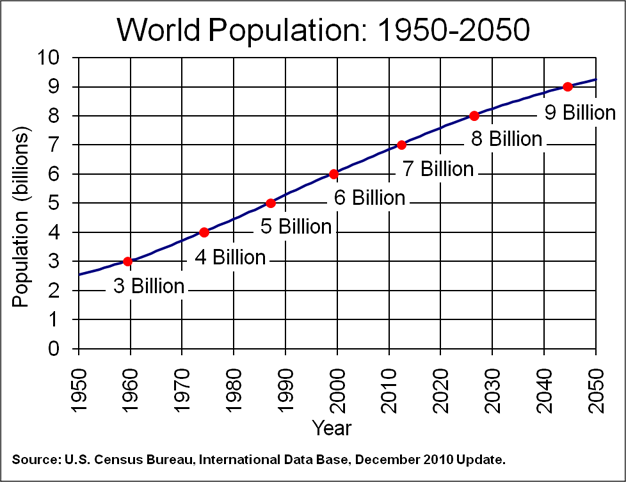 World Population: 1950-2050
Population (billions)
10
9
8
7
6
5
4
3
2
1
0
9 Billion
8 Billion
7 Billion
6 Billion
5 Billion
4 Billion
3 Billion
1950
1960
1970
1980
1990
2000
2010
2020
2030
2040
2050
Year
Source: U.S. Census Bureau, International Data Base, December 2010 Update.